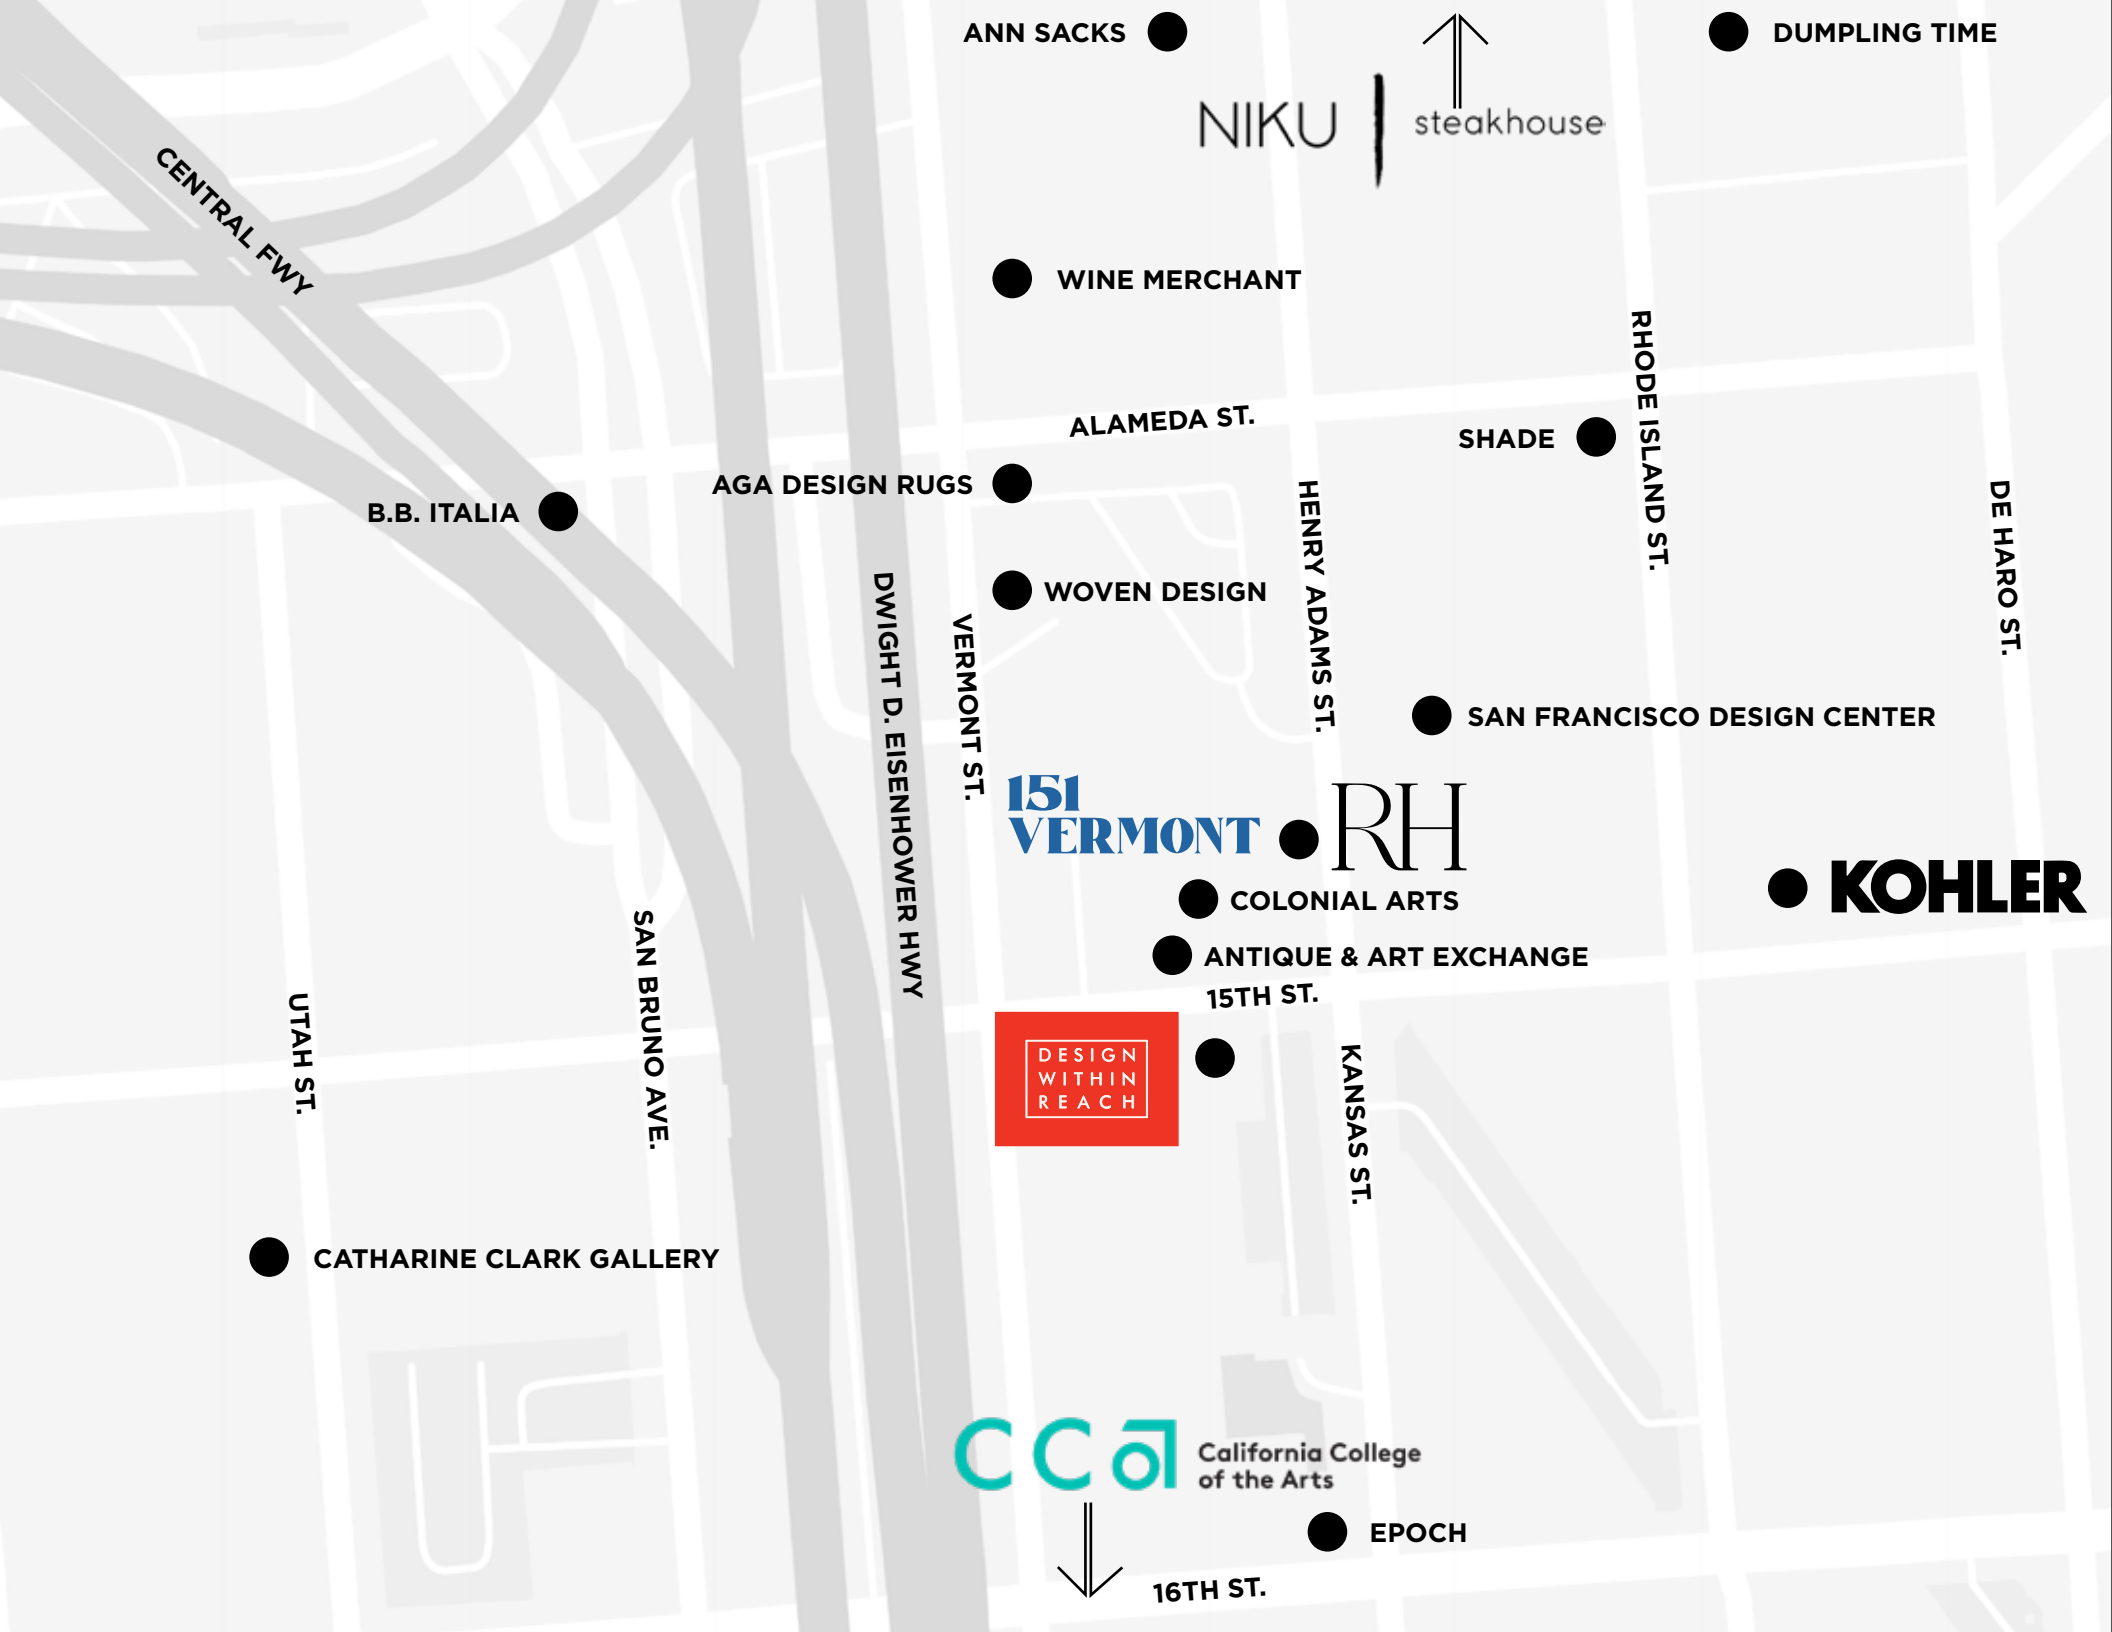 ANN SACKS
DUMPLING TIME
NIKU steakhouse
CENTRAL FWY
WINE MERCHANT
RHODE ISLAND ST.
ALAMEDA ST.
SHADE
AGA DESIGN RUGS
B.B. ITALIA
HENRY ADAMS ST.
DE HARO ST.
WOVEN DESIGN
DWIGHT D. EISENHOWER HWY
VERMONT ST.
SAN FRANCISCO DESIGN CENTER
151
VERMONT
RH
KOHLER
COLONIAL ARTS
ANTIQUE & ART EXCHANGE
SAN BRUNO AVE.
15TH ST.
UTAH ST.
DESIGN
WITHIN
REACH
KANSAS ST.
CATHARINE CLARK GALLERY
CCa
California College
of the Arts
EPOCH
16TH ST.